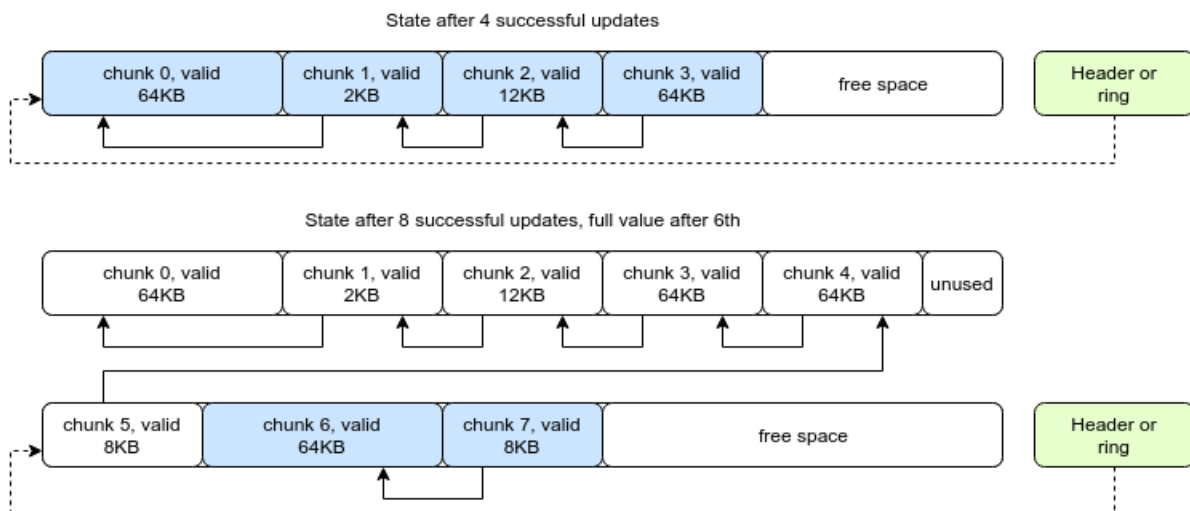 State after 4 successful updates
chunk 0, valid
64KB
chunk 1, valid
2KB
chunk 2, valid
12KB
chunk 3, valid
64KB
free space
Header or
ring
State after 8 successful updates, full value after 6th
chunk 0, valid
64KB
chunk 1, valid
2KB
chunk 2, valid
12KB
chunk 3, valid
64KB
chunk 4, valid
64KB
unused
chunk 5, valid
8KB
chunk 6, valid
64KB
chunk 7, valid
8KB
free space
Header or
ring